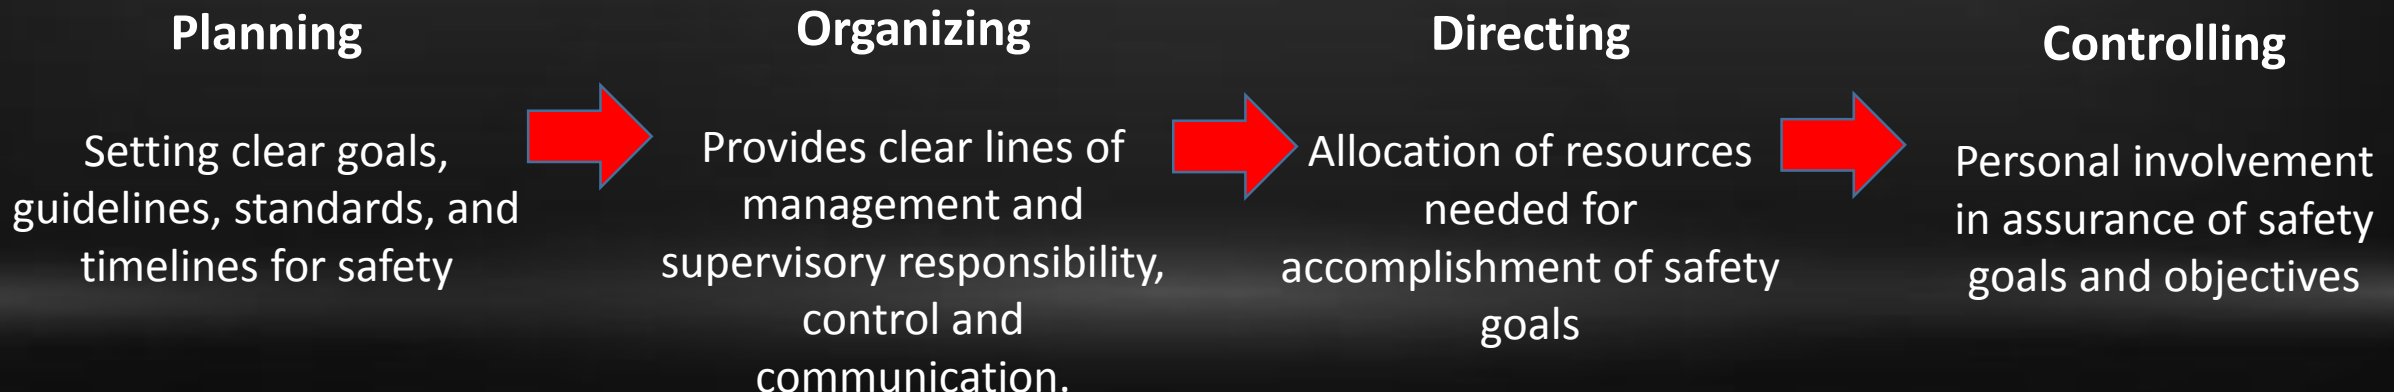 Planning
Setting clear goals,
guidelines, standards, and
timelines for safety
Organizing
Provides clear lines of
management and
supervisory responsibility,
control and
communication.
Directing
Allocation of resources
needed for
accomplishment of safety
goals
Controlling
Personal involvement
in assurance of safety
goals and objectives